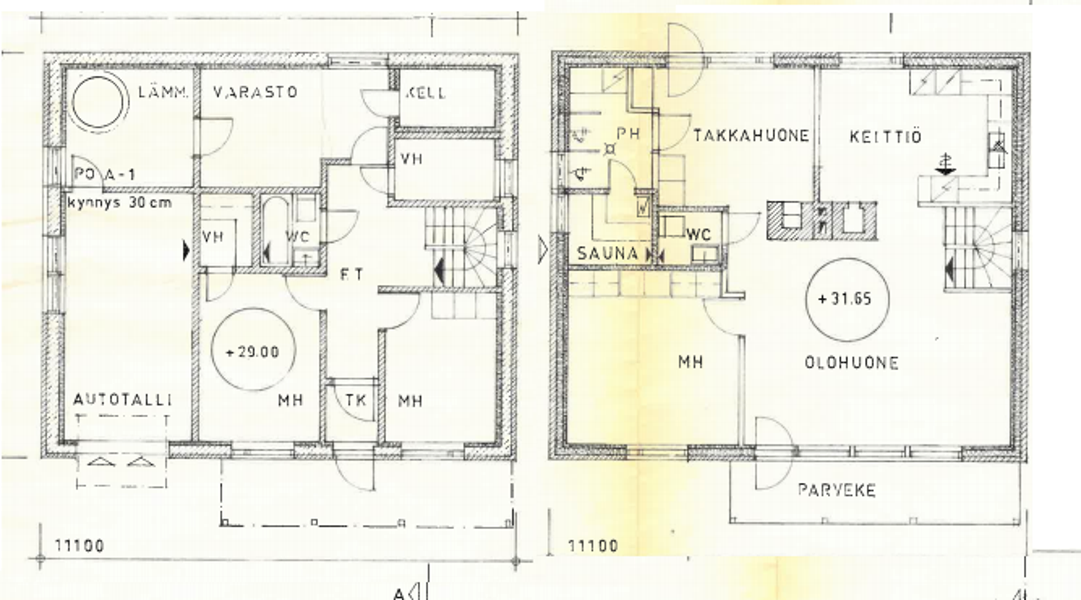 LÄMM.
VARASTO
KELL
VH
PO A-1
kynnys 30 cm
VH
WC
ET
+29.00
AUTOTALLI
MH
TK
MH
11100
A
PH
TAKKAHUONE
KEITTIÖ
SAUNA
WC
+31.65
MH
OLOHUONE
PARVEKE
11100